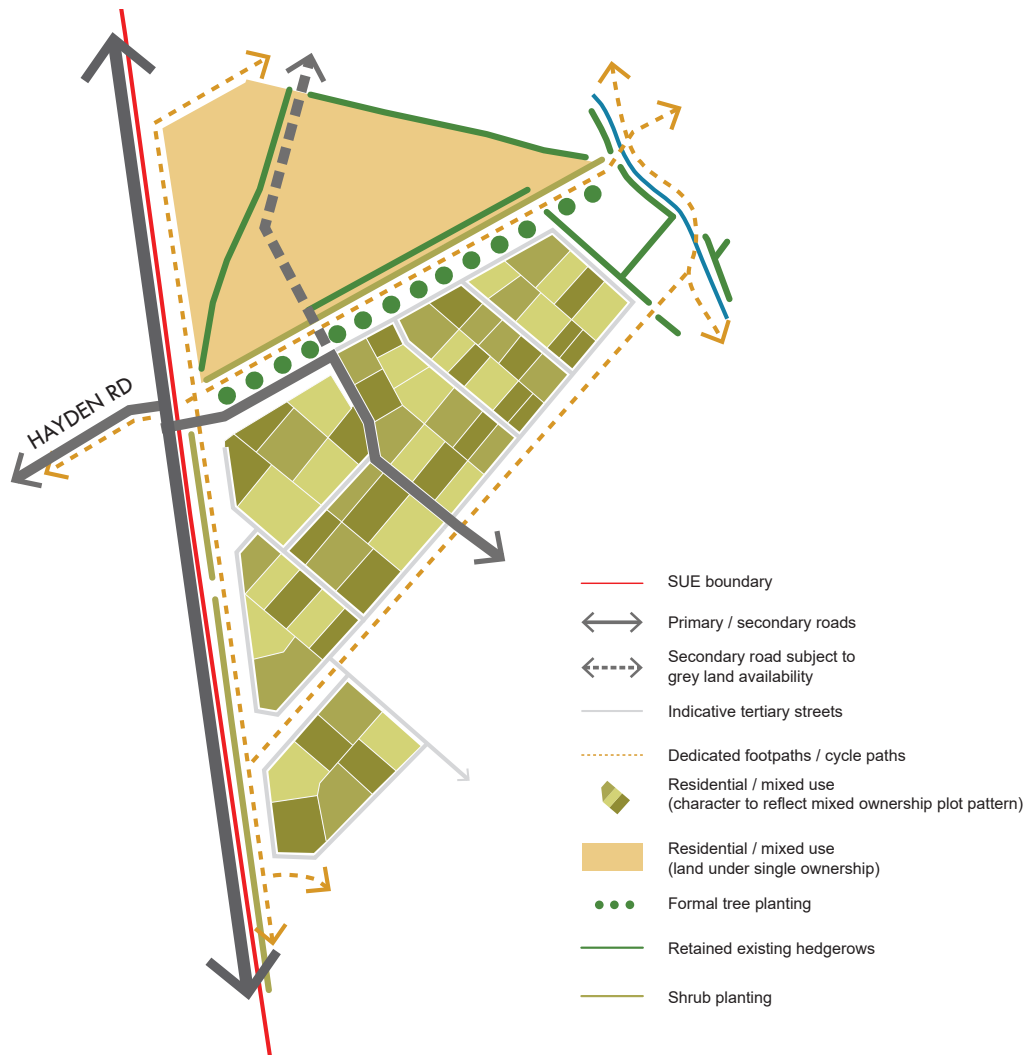 HAYDEN RD
SUE boundary
Primary / secondary roads
Secondary road subject to
grey land availability
Indicative tertiary streets
Dedicated footpaths / cycle paths
Residential / mixed use
(character to reflect mixed ownership plot pattern)
Residential / mixed use
(land under single ownership)
Formal tree planting
Retained existing hedgerows
Shrub planting